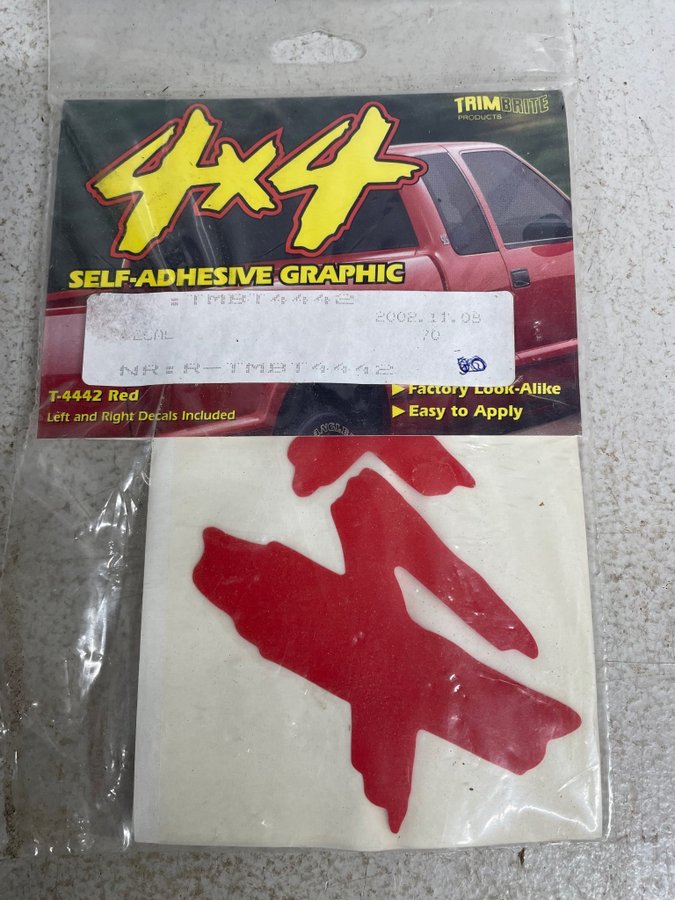 TRIMBRITE
PRODUCTS
4x4
SELF-ADHESIVE GRAPHIC
:TMBT4442
2002.11.08
70
NR:R-TMBT4442
T-4442 Red
Left and Right Decals Included
Factory Look-Alike
Easy to Apply